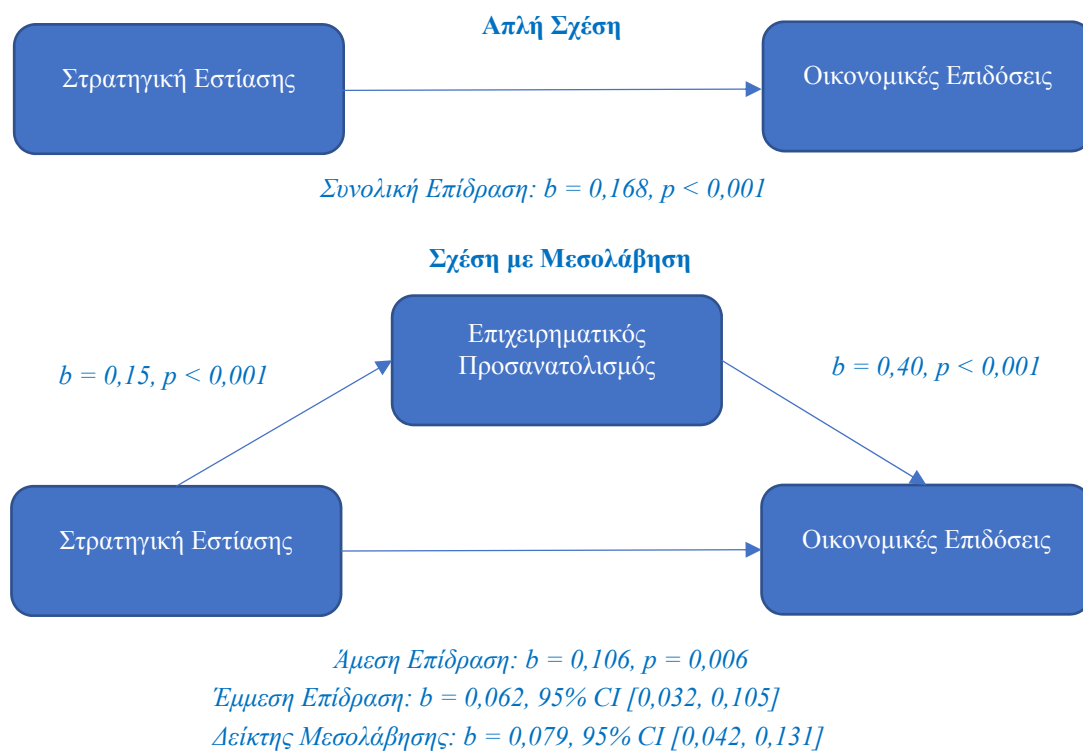 Απλή Σχέση
Στρατηγική Εστίασης
Οικονομικές Επιδόσεις
Συνολική Επίδραση: b = 0,168, p < 0,001
Σχέση με Μεσολάβηση
Επιχειρηματικός
Προσανατολισμός
b = 0,15, p < 0,001
b = 0,40, p < 0,001
Στρατηγική Εστίασης
Οικονομικές Επιδόσεις
Άμεση Επίδραση: b = 0,106, p = 0,006
Έμμεση Επίδραση: b = 0,062, 95% CI [0,032, 0,105]
Δείκτης Μεσολάβησης: b = 0,079, 95% CI [0,042, 0,131]